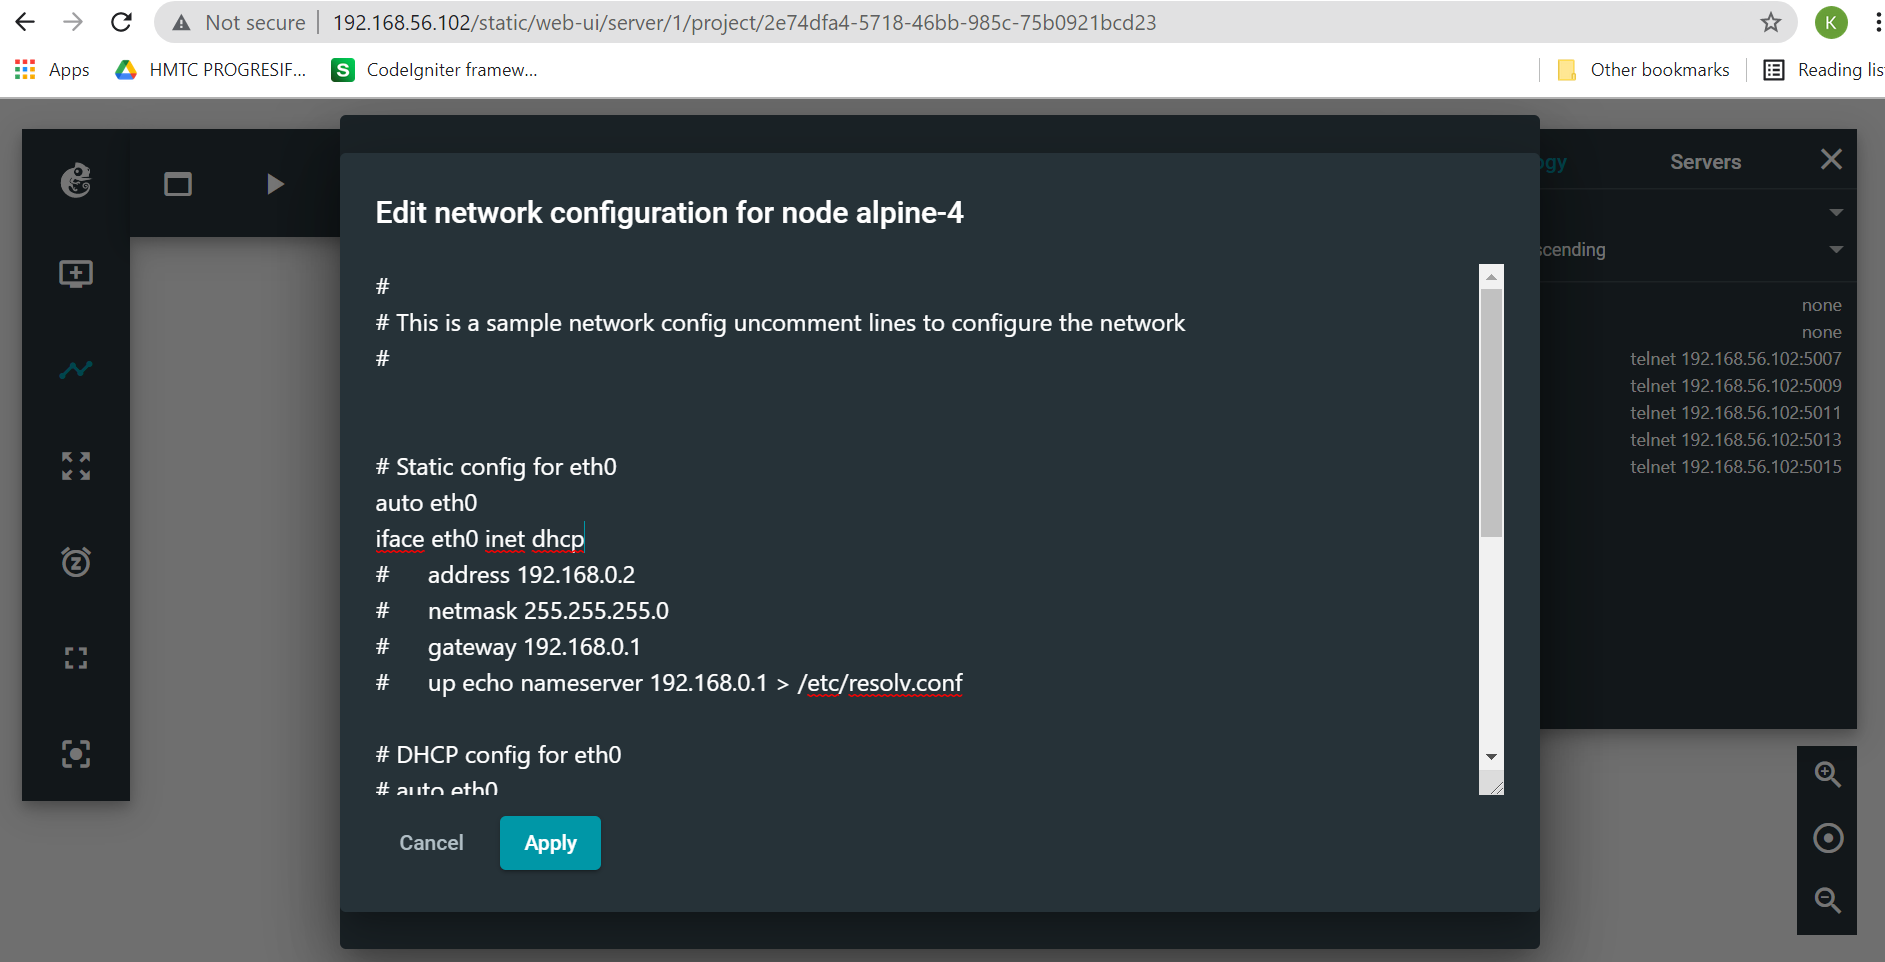 Not secure | 192.168.56.102/static/web-ui/server/1/project/2e74dfa4-5718-46bb-985c-75b0921bcd23
K
Apps
HMTC PROGRESIF...
S
CodeIgniter framew...
Other bookmarks
Reading lis
Edit network configuration for node alpine-4
#
# This is a sample network config uncomment lines to configure the network
#
# Static config for eth0
auto eth0
iface eth0 inet dhcp
# address 192.168.0.2
# netmask 255.255.255.0
# gateway 192.168.0.1
# up echo nameserver 192.168.0.1 > /etc/resolv.conf
# DHCP config for eth0
# auto eth0
Cancel
Apply
ogy
Servers
scending
none
none
telnet 192.168.56.102:5007
telnet 192.168.56.102:5009
telnet 192.168.56.102:5011
telnet 192.168.56.102:5013
telnet 192.168.56.102:5015